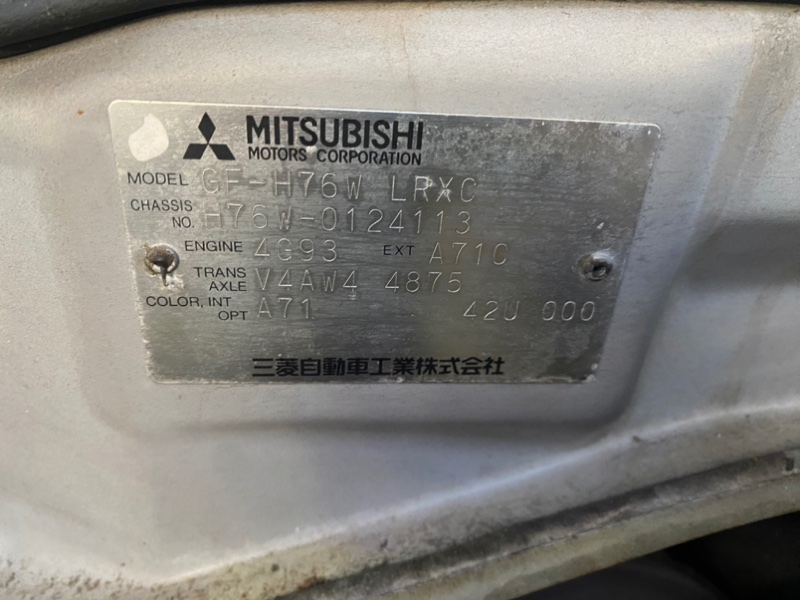 MITSUBISHI
MOTORS CORPORATION
MODEL GF-H76W LRXC
CHASSIS NO. H76W-0124113
ENGINE 4G93 EXT A71C
TRANS AXLE V4AW4 4875
COLOR, INT OPT A71 42U 000
三菱自動車工業株式会社